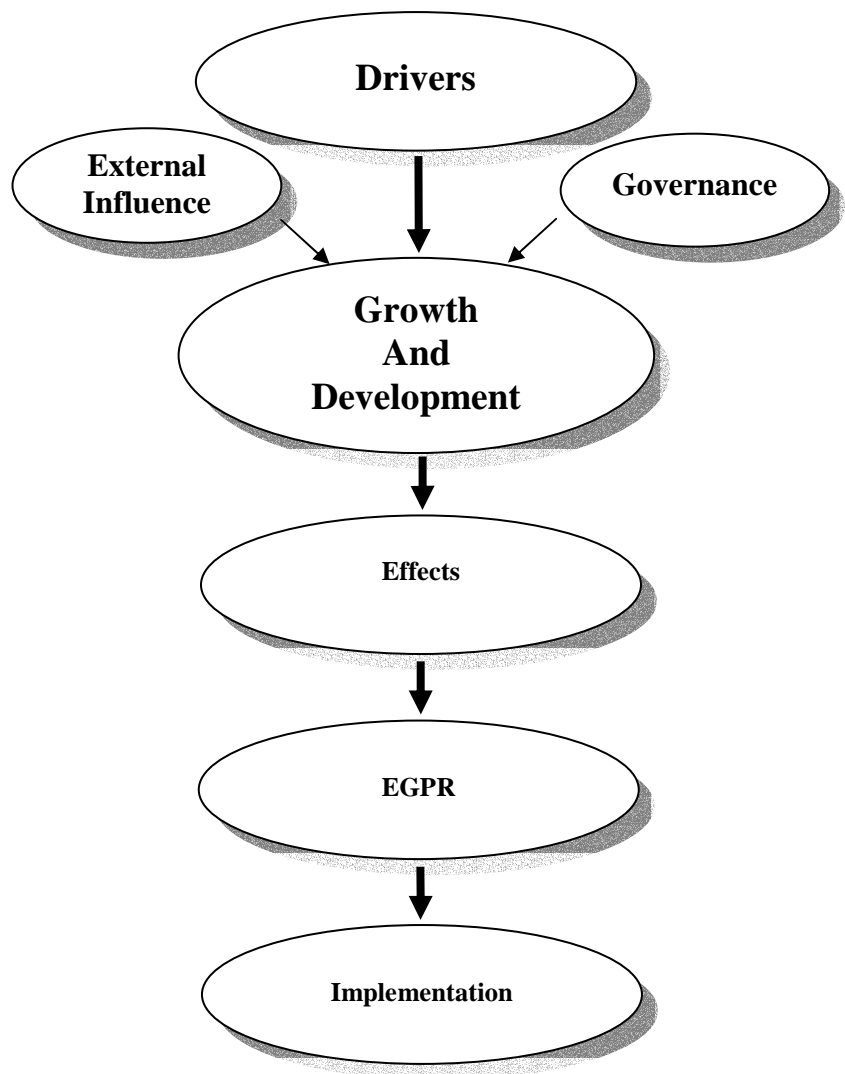 Drivers
External
Influence
Governance
Growth
And
Development
Effects
EGPR
Implementation